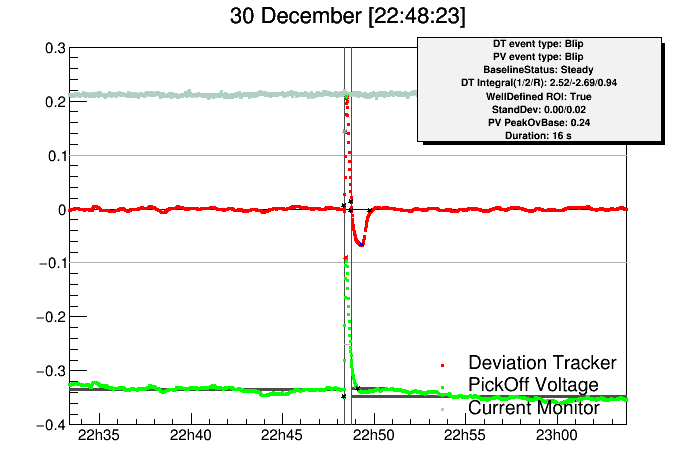 30 December [22:48:23]
DT event type: Blip
PV event type: Blip
BaselineStatus: Steady
DT Integral(1/2/R): 2.52/-2.69/0.94
WellDefined ROI: True
StandDev: 0.00/0.02
PV PeakOvBase: 0.24
Duration: 16 s
0.3
0.2
0.1
0
−0.1
−0.2
−0.3
−0.4
Deviation Tracker
PickOff Voltage
Current Monitor
22h35 22h40 22h45 22h50 22h55 23h00